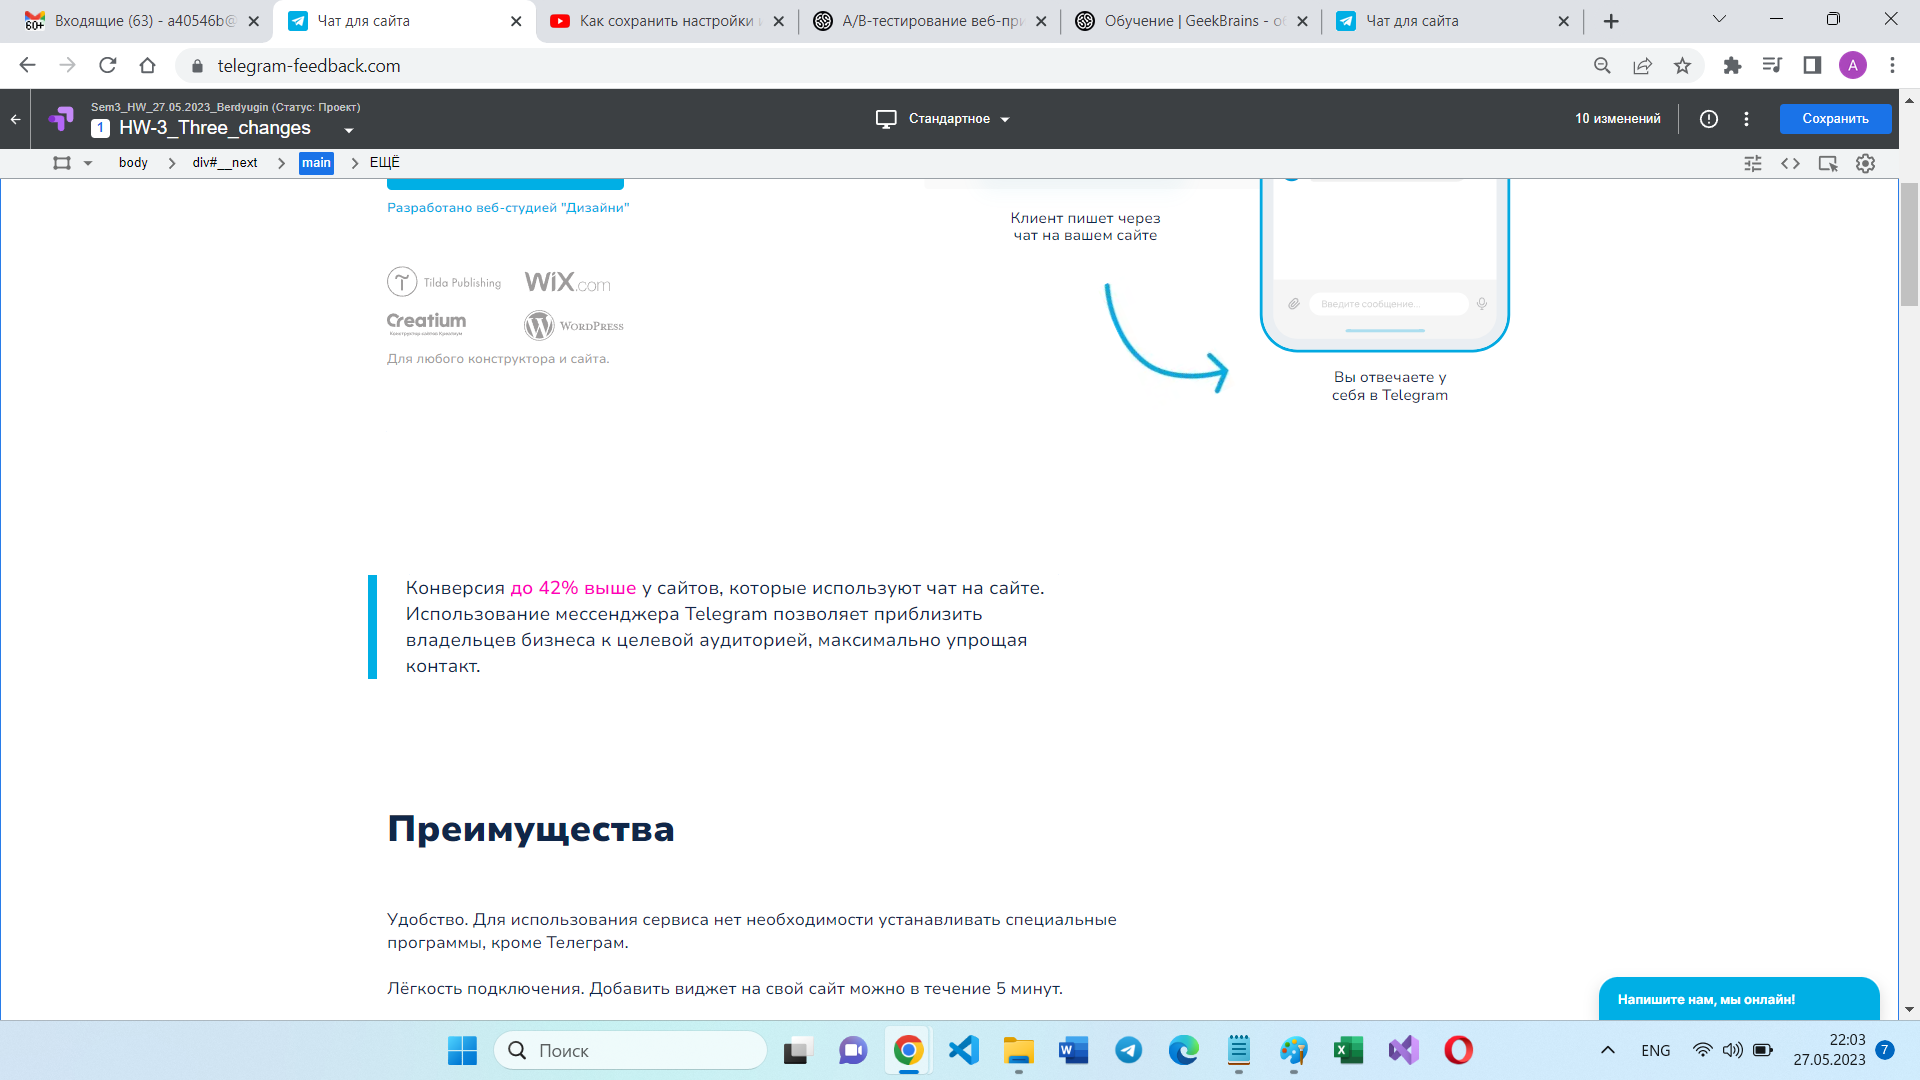 60+
Входящие (63) - a40546b@
Чат для сайта
Как сохранить настройки
A/B-тестирование веб-пр
Обучение | GeekBrains - о
Чат для сайта
telegram-feedback.com
A
Sem3_HW_27.05.2023_Berdyugin (Статус: Проект)
1
HW-3_Three_changes
Стандартное
10 изменений
Сохранить
body
div#__next
main
ЕЩЁ
Разработано веб-студией "Дизайни"
Tilda Publishing
WiX.com
Creatium
Конструктор сайтов Креатиум
WORDPRESS
Для любого конструктора и сайта.
Клиент пишет через
чат на вашем сайте
Введите сообщение...
Вы отвечаете у
себя в Telegram
Конверсия до 42% выше у сайтов, которые используют чат на сайте.
Использование мессенджера Telegram позволяет приблизить
владельцев бизнеса к целевой аудиторией, максимально упрощая
контакт.
Преимущества
Удобство. Для использования сервиса нет необходимости устанавливать специальные
программы, кроме Телеграм.
Лёгкость подключения. Добавить виджет на свой сайт можно в течение 5 минут.
Напишите нам, мы онлайн!
Поиск
ENG
22:03
27.05.2023
7